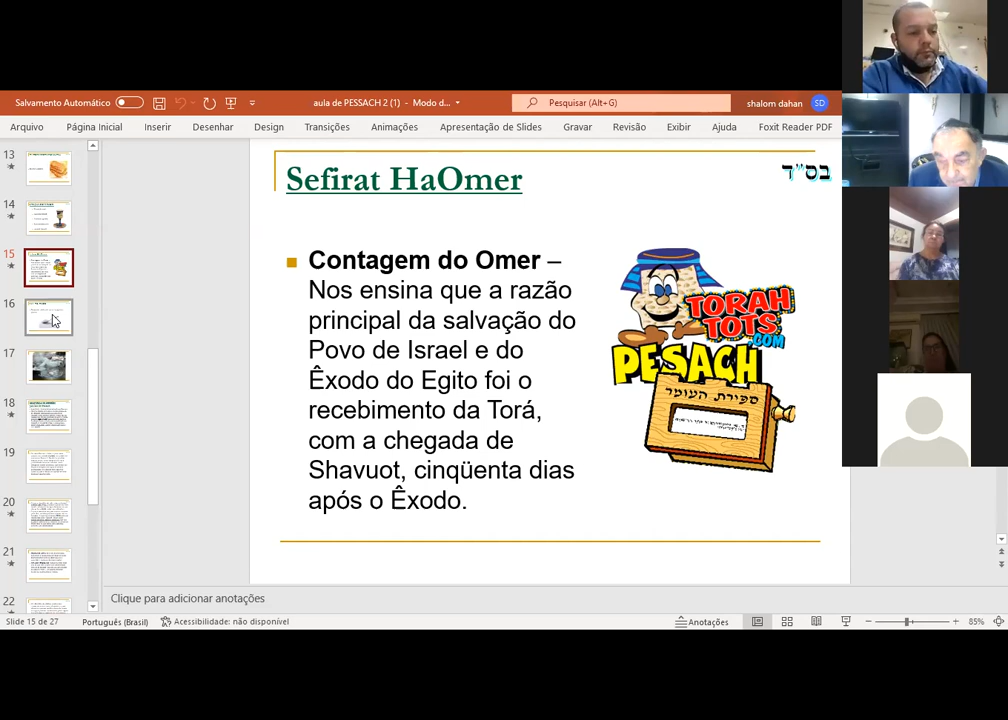 Salvamento Automático
aula de PESSACH 2 (1) - Modo d...
Pesquisar (Alt+G)
shalom dahan
SD
Arquivo
Página Inicial
Inserir
Desenhar
Design
Transições
Animações
Apresentação de Slides
Gravar
Revisão
Exibir
Ajuda
Foxit Reader PDF
13
14
15
16
17
18
19
20
21
22
Sefirat HaOmer
בס"ד
Contagem do Omer –
Nos ensina que a razão
principal da salvação do
Povo de Israel e do
Êxodo do Egito foi o
recebimento da Torá,
com a chegada de
Shavuot, cinqüenta dias
após o Êxodo.
TORAH
TOTS
.COM
PESACH
ספירת העומר
Clique para adicionar anotações
Slide 15 de 27
Português (Brasil)
Acessibilidade: não disponível
Anotações
85%